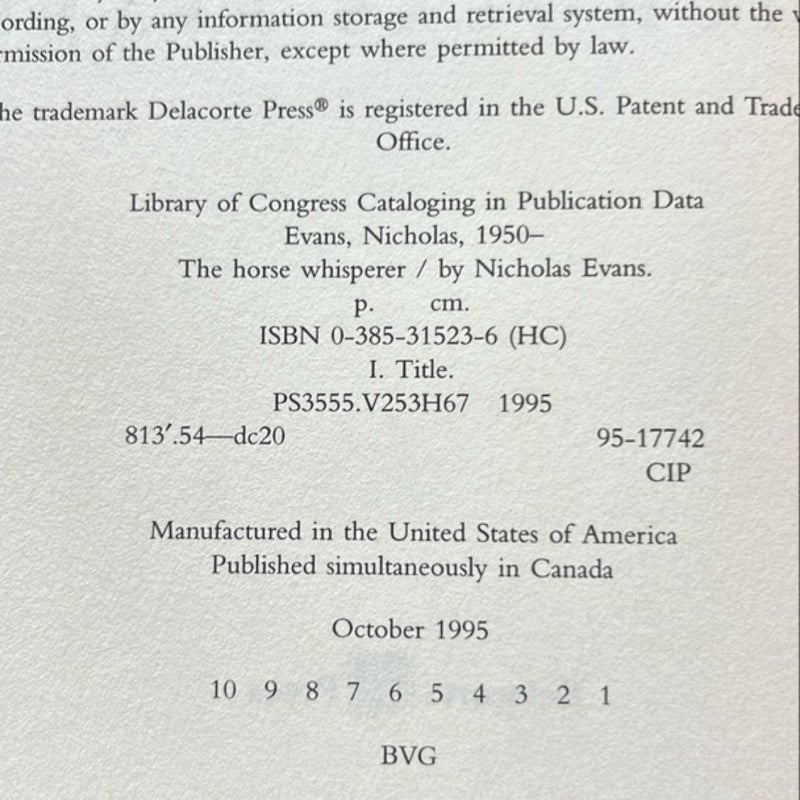 ording, or by any information storage and retrieval system, without the
mission of the Publisher, except where permitted by law.
he trademark Delacorte Press® is registered in the U.S. Patent and Trade
Office.
Library of Congress Cataloging in Publication Data
Evans, Nicholas, 1950–
The horse whisperer / by Nicholas Evans.
p. cm.
ISBN 0-385-31523-6 (HC)
I. Title.
PS3555.V253H67 1995
813′.54—dc20 95-17742
CIP
Manufactured in the United States of America
Published simultaneously in Canada
October 1995
10 9 8 7 6 5 4 3 2 1
BVG